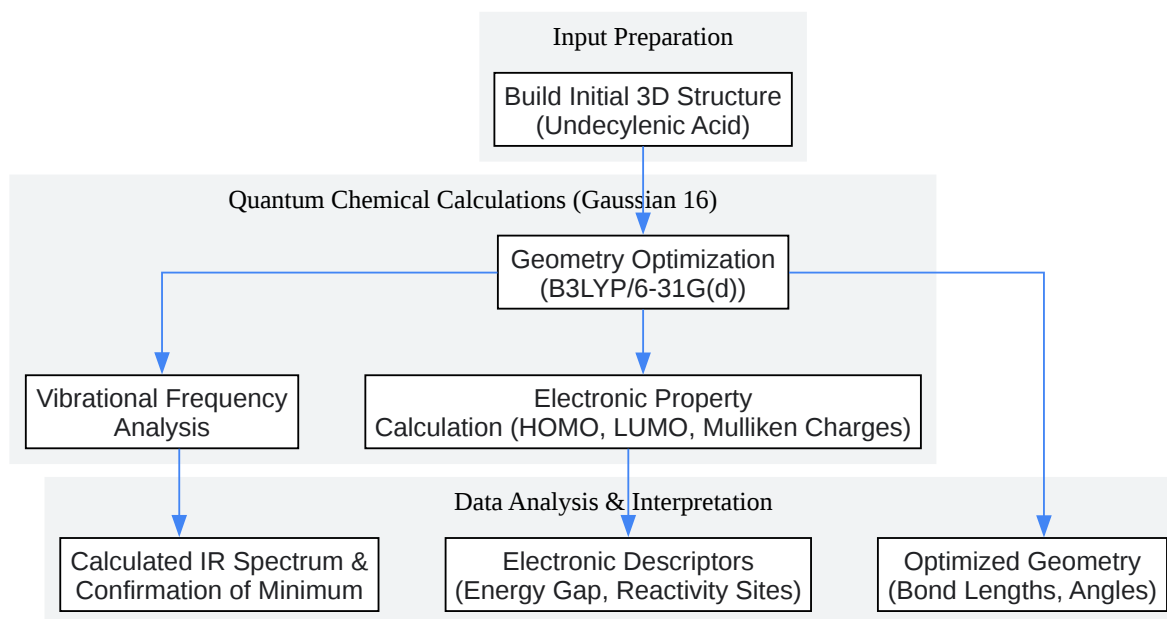 Input Preparation
Build Initial 3D Structure
(Undecylenic Acid)
Quantum Chemical Calculations (Gaussian 16)
Geometry Optimization
(B3LYP/6-31G(d))
Vibrational Frequency
Analysis
Electronic Property
Calculation (HOMO, LUMO, Mulliken Charges)
Data Analysis & Interpretation
Calculated IR Spectrum &
Confirmation of Minimum
Electronic Descriptors
(Energy Gap, Reactivity Sites)
Optimized Geometry
(Bond Lengths, Angles)